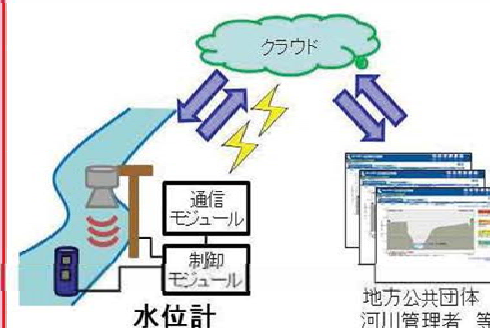 クラウド
通信
モジュール
制御
モジュール
水位計
地方公共団体
河川管理者 等